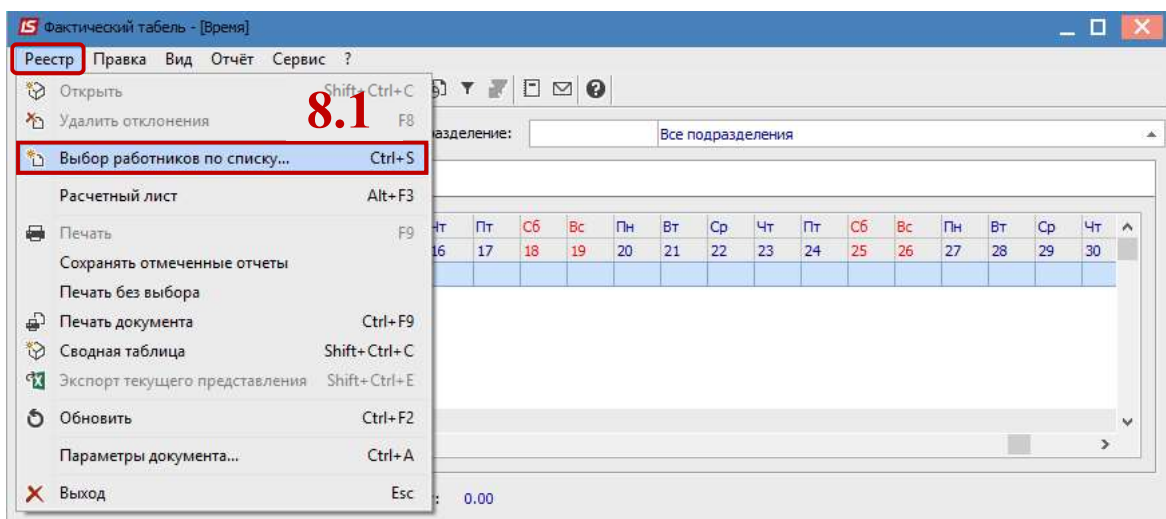 Фактический табель - [Время]
Реестр Правка Вид Отчёт Сервис ?
Открыть Shift+Ctrl+C
8.1
Удалить отклонения F8
азделение: Все подразделения
Выбор работников по списку... Ctrl+S
Расчетный лист Alt+F3
Чт Пт Сб Вс Пн Вт Ср Чт Пт Сб Вс Пн Вт Ср Чт
Печать F9
16 17 18 19 20 21 22 23 24 25 26 27 28 29 30
Сохранять отмеченные отчеты
Печать без выбора
Печать документа Ctrl+F9
Сводная таблица Shift+Ctrl+C
Экспорт текущего представления Shift+Ctrl+E
Обновить Ctrl+F2
Параметры документа... Ctrl+A
Выход Esc
: 0.00